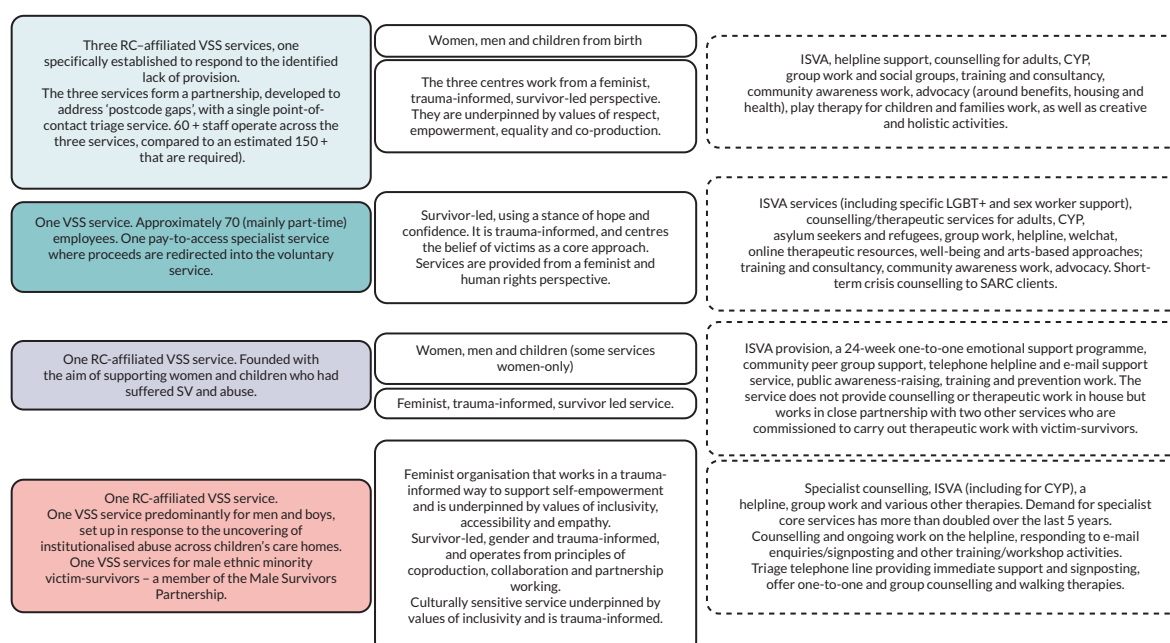 Three RC–affiliated VSS services, one
specifically established to respond to the identified
lack of provision.
The three services form a partnership, developed to
address ‘postcode gaps’, with a single point-of-
contact triage service. 60 + staff operate across the
three services, compared to an estimated 150 +
that are required).
Women, men and children from birth
The three centres work from a feminist,
trauma-informed, survivor-led perspective.
They are underpinned by values of respect,
empowerment, equality and co-production.
ISVA, helpline support, counselling for adults, CYP,
group work and social groups, training and consultancy,
community awareness work, advocacy (around benefits, housing and
health), play therapy for children and families work, as well as creative
and holistic activities.
One VSS service. Approximately 70 (mainly part-time)
employees. One pay-to-access specialist service
where proceeds are redirected into the voluntary
service.
Survivor-led, using a stance of hope and
confidence. It is trauma-informed, and centres
the belief of victims as a core approach.
Services are provided from a feminist and
human rights perspective.
ISVA services (including specific LGBT+ and sex worker support),
counselling/therapeutic services for adults, CYP,
asylum seekers and refugees, group work, helpline, welchat,
online therapeutic resources, well-being and arts-based approaches;
training and consultancy, community awareness work, advocacy. Short-
term crisis counselling to SARC clients.
One RC-affiliated VSS service. Founded with
the aim of supporting women and children who had
suffered SV and abuse.
Women, men and children (some services
women-only)
Feminist, trauma-informed, survivor led service.
ISVA provision, a 24-week one-to-one emotional support programme,
community peer group support, telephone helpline and e-mail support
service, public awareness-raising, training and prevention work. The
service does not provide counselling or therapeutic work in house but
works in close partnership with two other services who are
commissioned to carry out therapeutic work with victim-survivors.
One RC-affiliated VSS service.
One VSS service predominantly for men and boys,
set up in response to the uncovering of
institutionalised abuse across children’s care homes.
One VSS services for male ethnic minority
victim-survivors – a member of the Male Survivors
Partnership.
Feminist organisation that works in a trauma-
informed way to support self-empowerment
and is underpinned by values of inclusivity,
accessibility and empathy.
Survivor-led, gender and trauma-informed,
and operates from principles of
coproduction, collaboration and partnership
working.
Culturally sensitive service underpinned by
values of inclusivity and is trauma-informed.
Specialist counselling, ISVA (including for CYP), a
helpline, group work and various other therapies. Demand for specialist
core services has more than doubled over the last 5 years.
Counselling and ongoing work on the helpline, responding to e-mail
enquiries/signposting and other training/workshop activities.
Triage telephone line providing immediate support and signposting,
offer one-to-one and group counselling and walking therapies.